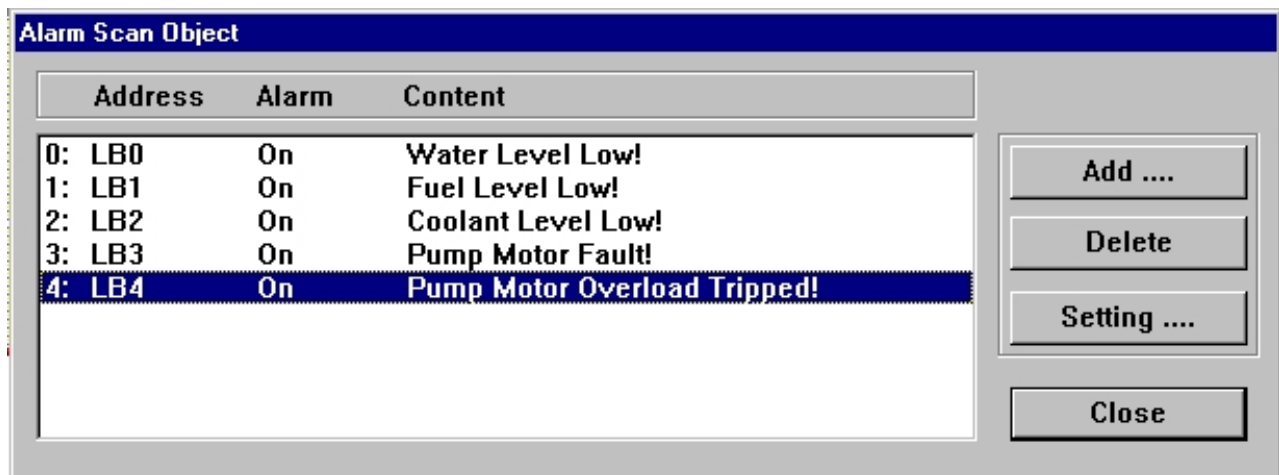 Alarm Scan Object
Address Alarm Content
0: LB0 On Water Level Low!
1: LB1 On Fuel Level Low!
2: LB2 On Coolant Level Low!
3: LB3 On Pump Motor Fault!
4: LB4 On Pump Motor Overload Tripped!
Add ....
Delete
Setting ....
Close